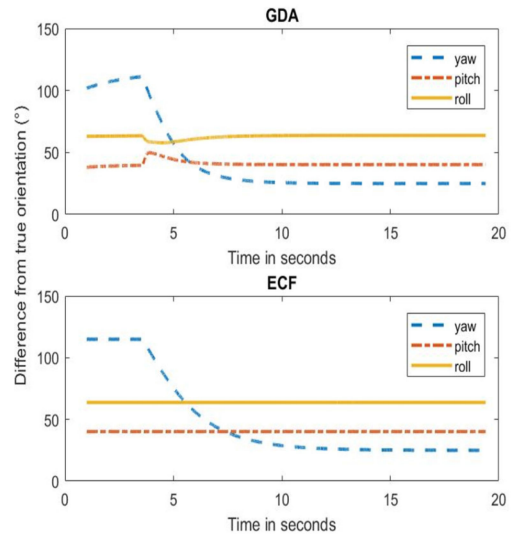 GDA
150
100
50
0
0 5 10 15 20
yaw
pitch
roll
Time in seconds
Difference from true orientation (°)
ECF
150
100
50
0
0 5 10 15 20
yaw
pitch
roll
Time in seconds